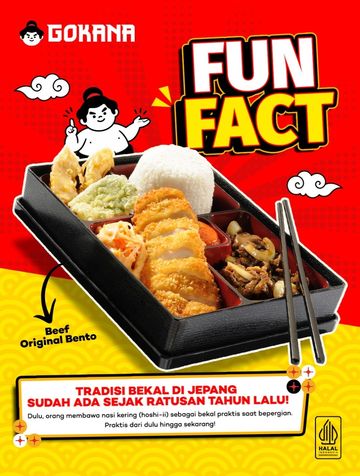 GOKANA
FUN
FACT
Beef
Original Bento
TRADISI BEKAL DI JEPANG
SUDAH ADA SEJAK RATUSAN TAHUN LALU!
Dulu, orang membawa nasi kering (hoshi-ii) sebagai bekal praktis saat bepergian.
Praktis dari dulu hingga sekarang!
HALAL
INDONESIA